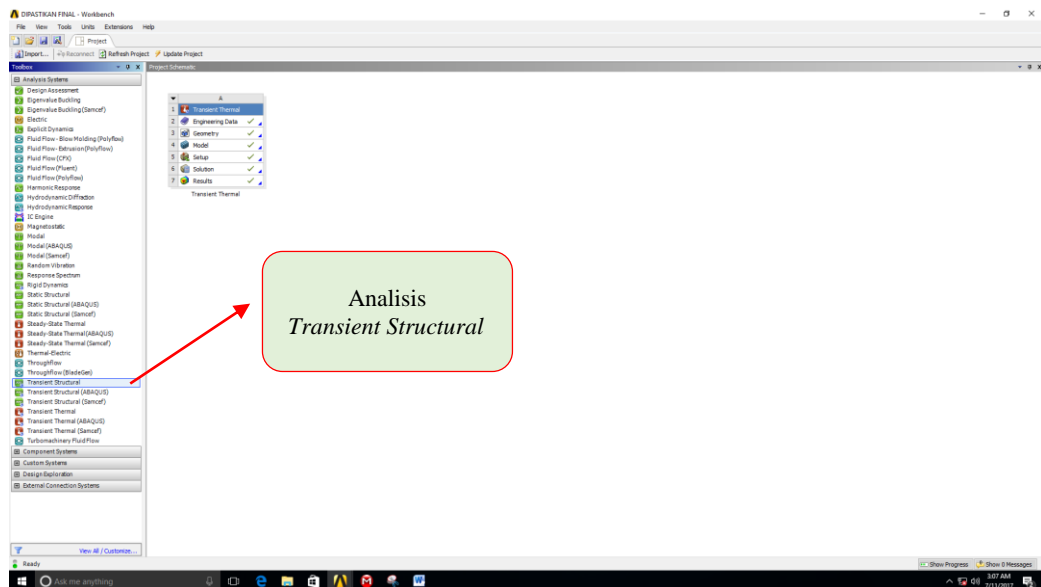 DIPASTIKAN FINAL - Workbench
File View Tools Units Extensions Help
Project
Import... Reconnect Refresh Project Update Project
Toolbox
Project Schematic
Analysis Systems
Design Assessment
Eigenvalue Buckling
Eigenvalue Buckling (Samcef)
Electric
Explicit Dynamics
Fluid Flow - Blow Molding (Polyflow)
Fluid Flow - Extrusion (Polyflow)
Fluid Flow (CFX)
Fluid Flow (Fluent)
Fluid Flow (Polyflow)
Harmonic Response
Hydrodynamic Diffraction
Hydrodynamic Response
IC Engine
Magnetostatic
Modal
Modal (ABAQUS)
Modal (Samcef)
Random Vibration
Response Spectrum
Rigid Dynamics
Static Structural
Static Structural (ABAQUS)
Static Structural (Samcef)
Steady-State Thermal
Steady-State Thermal (ABAQUS)
Steady-State Thermal (Samcef)
Thermal-Electric
Throughflow
Throughflow (BladeGen)
Transient Structural
Transient Structural (ABAQUS)
Transient Structural (Samcef)
Transient Thermal
Transient Thermal (ABAQUS)
Transient Thermal (Samcef)
Turbomachinery Fluid Flow
Component Systems
Custom Systems
Design Exploration
External Connection Systems
View All / Customize...
A
1 Transient Thermal
2 Engineering Data
3 Geometry
4 Model
5 Setup
6 Solution
7 Results
Transient Thermal
Analisis
Transient Structural
Ready
Show Progress Show 0 Messages
Ask me anything
3:07 AM
7/11/2017